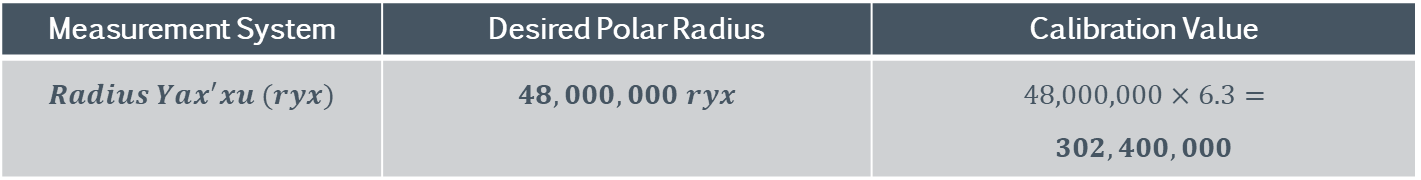 Measurement System Desired Polar Radius Calibration Value
Radius Yax'xu (ryx) 48,000,000 ryx 48,000,000 × 6.3 =
302,400,000